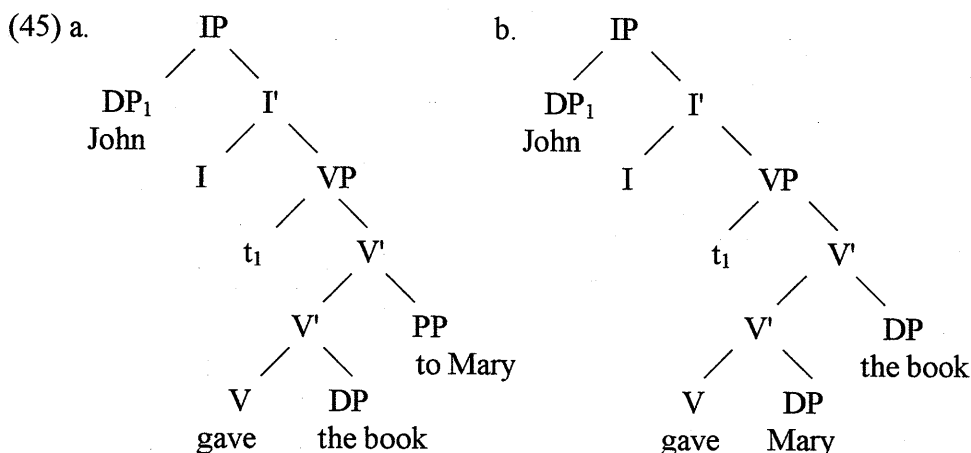 (45) a. IP b. IP
DP₁ I' DP₁ I'
John John
I VP I VP
t₁ V' t₁ V'
V' PP V' DP
to Mary the book
V DP V DP
gave the book gave Mary